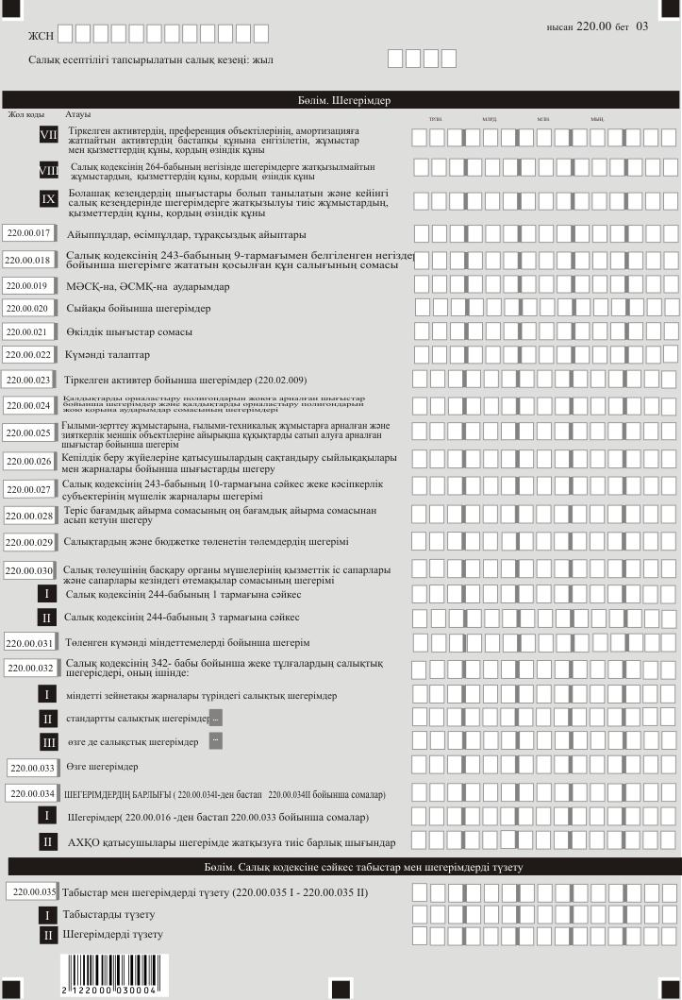 нысан 220.00 бет 03
ЖСН
Салық есептілігі тапсырылатын салық кезеңі: жыл
Бөлім. Шегерімдер
Жол коды Атауы
трлн. млрд. млн. мың.
VII Тіркелген активтердің, преференция объектілерінің, амортизацияға
жатпайтын активтердің бастапқы құнына енгізілетін, жұмыстар
мен қызметтердің құны, қордың өзіндік құны
VIII Салық кодексінің 264-бабының негізінде шегерімдерге жатқызылмайтын
жұмыстардың, қызметтердің құны, қордың өзіндік құны
IX Болашақ кезеңдердің шығыстары болып танылатын және кейінгі
салық кезеңдерінде шегерімдерге жатқызылуы тиіс жұмыстардың,
қызметтердің құны, қордың өзіндік құны
220.00.017 Айыппұлдар, өсімпұлдар, тұрақсыздық айыптары
220.00.018 Салық кодексінің 243-бабының 9-тармағымен белгіленген негіздер
бойынша шегерімге жататын қосылған құн салығының сомасы
220.00.019 МӘСҚ-на, ӘСМҚ-на аударымдар
220.00.020 Сыйақы бойынша шегерімдер
220.00.021 Өкілдік шығыстар сомасы
220.00.022 Күмәнді талаптар
220.00.023 Тіркелген активтер бойынша шегерімдер (220.02.009)
220.00.024 Қалдықтарды орналастыру полигондарын жоюға арналған шығыстар
бойынша шегерімдер және қалдықтарды орналастыру полигондарын
жою қорына аударымдар сомасының шегерімдері
220.00.025 Ғылыми-зерттеу жұмыстарына, ғылыми-техникалық жұмыстарға арналған және
зияткерлік меншік объектілеріне айырықша құқықтарды сатып алуға арналған
шығыстар бойынша шегерім
220.00.026 Кепілдік беру жүйелеріне қатысушылардың сақтандыру сыйлықақылары
мен жарналары бойынша шығыстарды шегеру
220.00.027 Салық кодексінің 243-бабының 10-тармағына сәйкес жеке кәсіпкерлік
субъектерінің мүшелік жарналары шегерімі
220.00.028 Теріс бағамдық айырма сомасының оң бағамдық айырма сомасынан
асып кетуін шегеру
220.00.029 Салықтардың және бюджетке төленетін төлемдердің шегерімі
220.00.030 Салық төлеушінің басқару органы мүшелерінің қызметтік іс сапарлары
және сапарлары кезіндегі өтемақылар сомасының шегерімі
I Салық кодексінің 244-бабының 1 тармағына сәйкес
II Салық кодексінің 244-бабының 3 тармағына сәйкес
220.00.031 Төленген күмәнді міндеттемелерді бойынша шегерім
220.00.032 Салық кодексінің 342- бабы бойынша жеке тұлғалардың салықтық
шегерісдері, оның ішінде:
I міндетті зейнетақы жарналары түріндегі салықтық шегерімдер
II стандартты салықтық шегерімдер ...
III өзге де салықстық шегерімдер ...
220.00.033 Өзге шегерімдер
220.00.034 ШЕГЕРІМДЕРДІҢ БАРЛЫҒЫ ( 220.00.034I-ден бастап 220.00.034II бойынша сомалар)
I Шегерімдер( 220.00.016 -ден бастап 220.00.033 бойынша сомалар)
II АХҚО қатысушылары шегерімде жатқызуға тиіс барлық шығындар
Бөлім. Салық кодексіне сәйкес табыстар мен шегерімдерді түзету
220.00.035 Табыстар мен шегерімдерді түзету (220.00.035 I - 220.00.035 II)
I Табыстарды түзету
II Шегерімдерді түзету
2 122000 030004